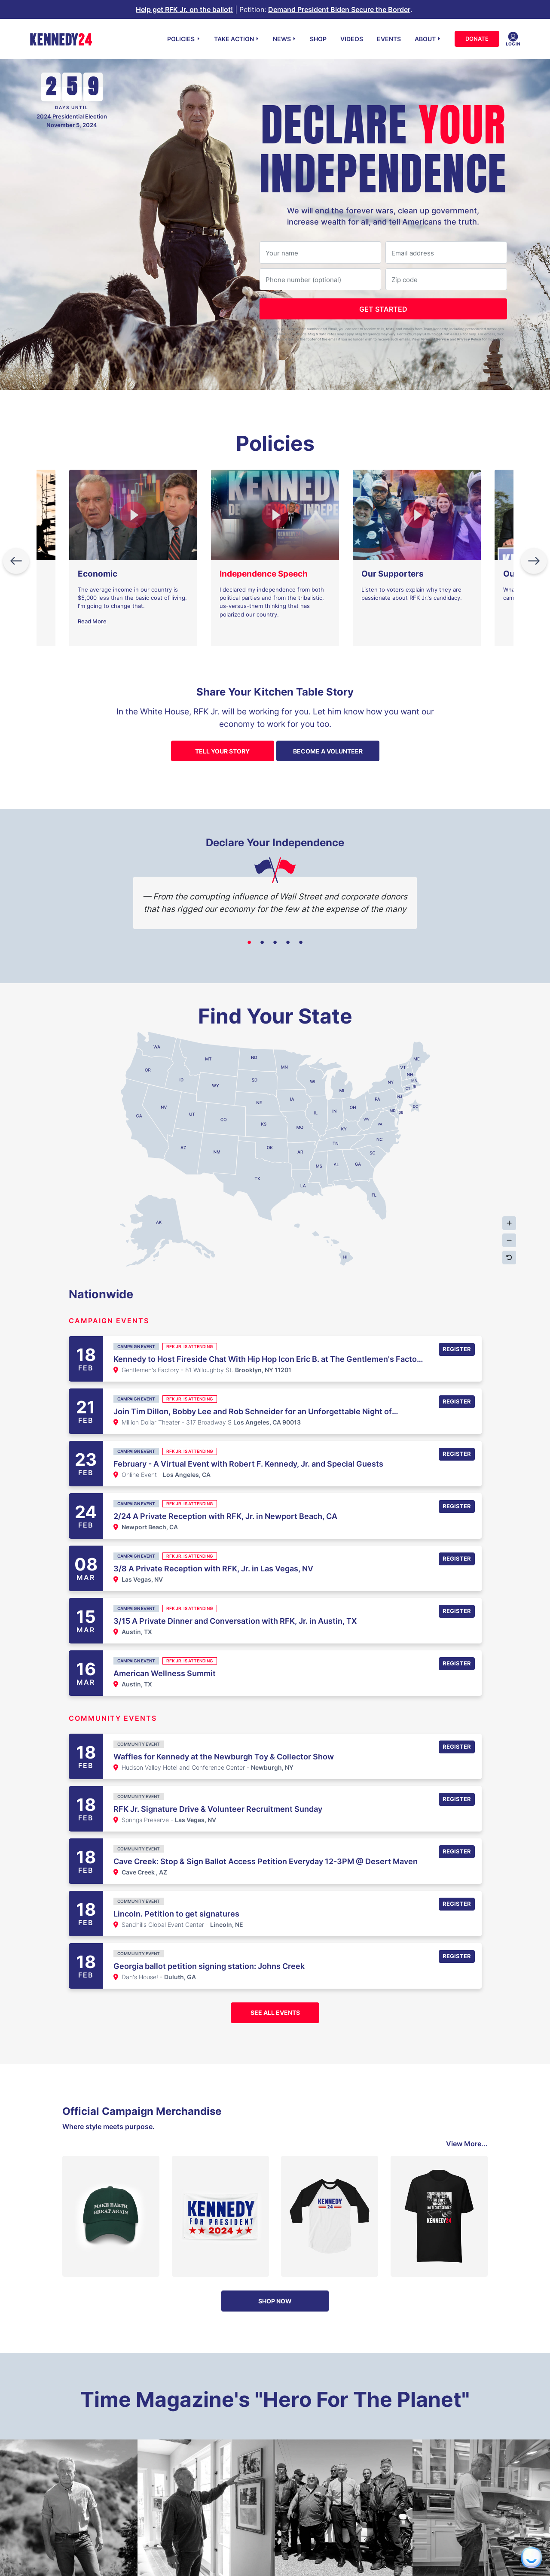 Help get RFK Jr. on the ballot! | Petition: Demand President Biden Secure the Border.
KENNEDY24
POLICIES
TAKE ACTION
NEWS
SHOP
VIDEOS
EVENTS
ABOUT
DONATE
LOGIN
2 5 9
DAYS UNTIL
2024 Presidential Election
November 5, 2024
DECLARE YOUR
INDEPENDENCE
We will end the forever wars, clean up government,
increase wealth for all, and tell Americans the truth.
Your name
Email address
Phone number (optional)
Zip code
GET STARTED
Policies
Economic
The average income in our country is
$5,000 less than the basic cost of living.
I'm going to change that.
Read More
KENNEDY
Independence Speech
I declared my independence from both
political parties and from the tribalistic,
us-versus-them thinking that has
polarized our country.
Our Supporters
Listen to voters explain why they are
passionate about RFK Jr.'s candidacy.
Share Your Kitchen Table Story
In the White House, RFK Jr. will be working for you. Let him know how you want our
economy to work for you too.
TELL YOUR STORY
BECOME A VOLUNTEER
Declare Your Independence
— From the corrupting influence of Wall Street and corporate donors
that has rigged our economy for the few at the expense of the many
Find Your State
WA
MT
ND
MN
ME
OR
ID
WY
SD
WI
MI
NY
VT
NH
MA
CT
RI
CA
NV
UT
CO
NE
KS
IA
MO
IL
IN
OH
PA
NJ
MD
DE
DC
WV
VA
KY
AZ
NM
OK
AR
TN
NC
SC
TX
LA
MS
AL
GA
FL
AK
HI
Nationwide
CAMPAIGN EVENTS
18
FEB
CAMPAIGN EVENT
RFK JR. IS ATTENDING
REGISTER
Kennedy to Host Fireside Chat With Hip Hop Icon Eric B. at The Gentlemen's Facto...
Gentlemen's Factory - 81 Willoughby St. Brooklyn, NY 11201
21
FEB
CAMPAIGN EVENT
RFK JR. IS ATTENDING
REGISTER
Join Tim Dillon, Bobby Lee and Rob Schneider for an Unforgettable Night of...
Million Dollar Theater - 317 Broadway S Los Angeles, CA 90013
23
FEB
CAMPAIGN EVENT
RFK JR. IS ATTENDING
REGISTER
February - A Virtual Event with Robert F. Kennedy, Jr. and Special Guests
Online Event - Los Angeles, CA
24
FEB
CAMPAIGN EVENT
RFK JR. IS ATTENDING
REGISTER
2/24 A Private Reception with RFK, Jr. in Newport Beach, CA
Newport Beach, CA
08
MAR
CAMPAIGN EVENT
RFK JR. IS ATTENDING
REGISTER
3/8 A Private Reception with RFK, Jr. in Las Vegas, NV
Las Vegas, NV
15
MAR
CAMPAIGN EVENT
RFK JR. IS ATTENDING
REGISTER
3/15 A Private Dinner and Conversation with RFK, Jr. in Austin, TX
Austin, TX
16
MAR
CAMPAIGN EVENT
RFK JR. IS ATTENDING
REGISTER
American Wellness Summit
Austin, TX
COMMUNITY EVENTS
18
FEB
COMMUNITY EVENT
REGISTER
Waffles for Kennedy at the Newburgh Toy & Collector Show
Hudson Valley Hotel and Conference Center - Newburgh, NY
18
FEB
COMMUNITY EVENT
REGISTER
RFK Jr. Signature Drive & Volunteer Recruitment Sunday
Springs Preserve - Las Vegas, NV
18
FEB
COMMUNITY EVENT
REGISTER
Cave Creek: Stop & Sign Ballot Access Petition Everyday 12-3PM @ Desert Maven
Cave Creek , AZ
18
FEB
COMMUNITY EVENT
REGISTER
Lincoln. Petition to get signatures
Sandhills Global Event Center - Lincoln, NE
18
FEB
COMMUNITY EVENT
REGISTER
Georgia ballot petition signing station: Johns Creek
Dan's House! - Duluth, GA
SEE ALL EVENTS
Official Campaign Merchandise
Where style meets purpose.
View More...
MAKE EARTH
GREAT AGAIN
KENNEDY
FOR PRESIDENT
2024
KENNEDY
24
KENNEDY24
SHOP NOW
Time Magazine's "Hero For The Planet"